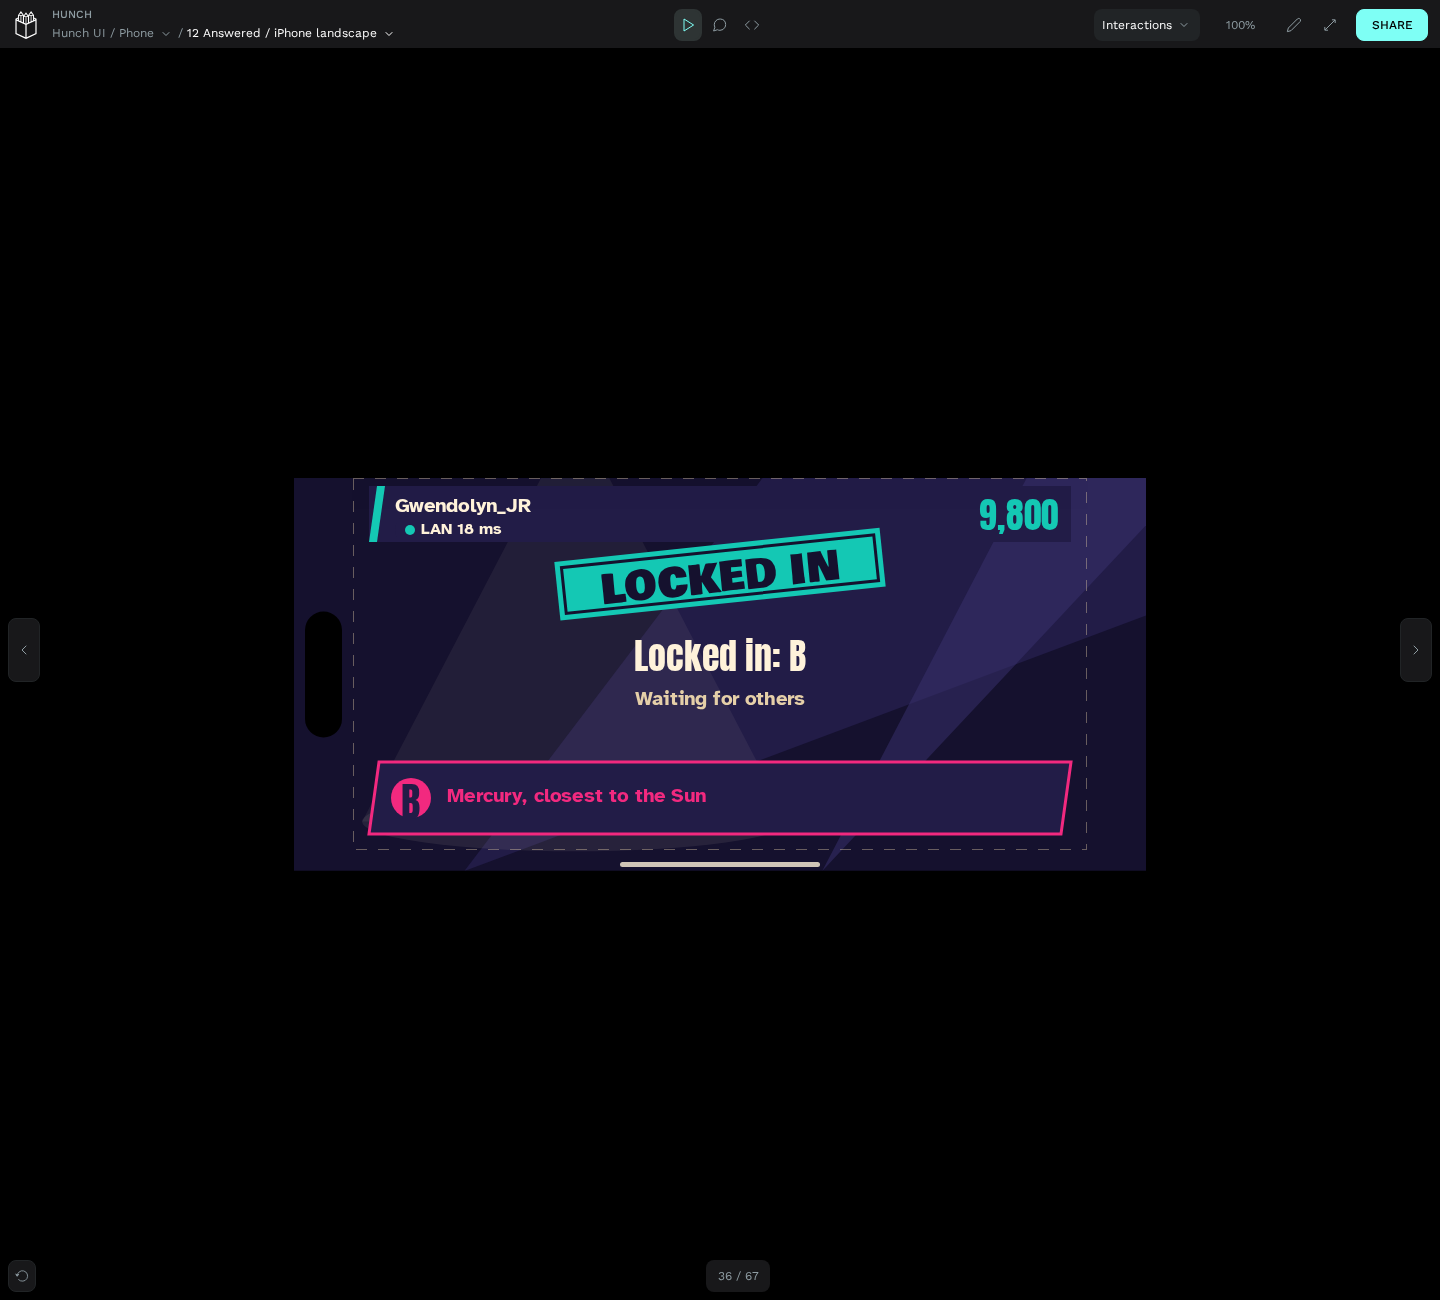 HUNCH
Hunch UI / Phone / 12 Answered / iPhone landscape
Interactions
100%
SHARE
Gwendolyn_JR
LAN 18 ms
9,800
LOCKED IN
Locked in: B
Waiting for others
B Mercury, closest to the Sun
36 / 67